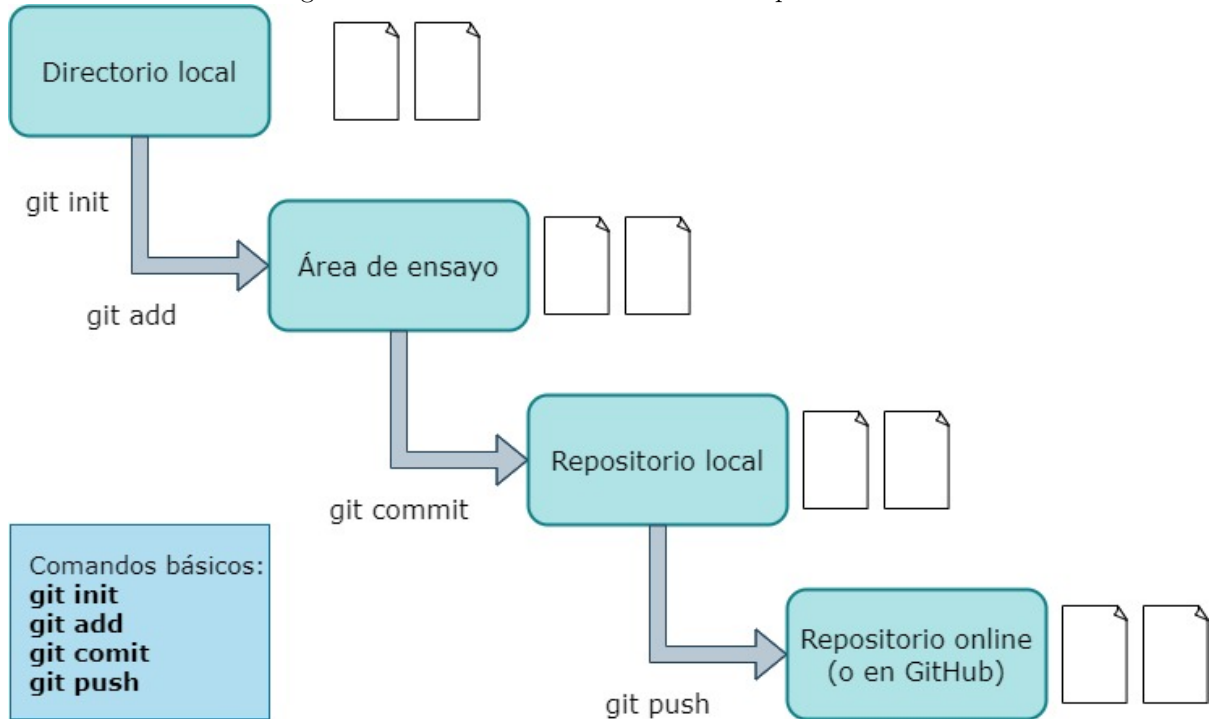 Directorio local
git init
Área de ensayo
git add
Repositorio local
git commit
Comandos básicos:
git init
git add
git comit
git push
Repositorio online
(o en GitHub)
git push